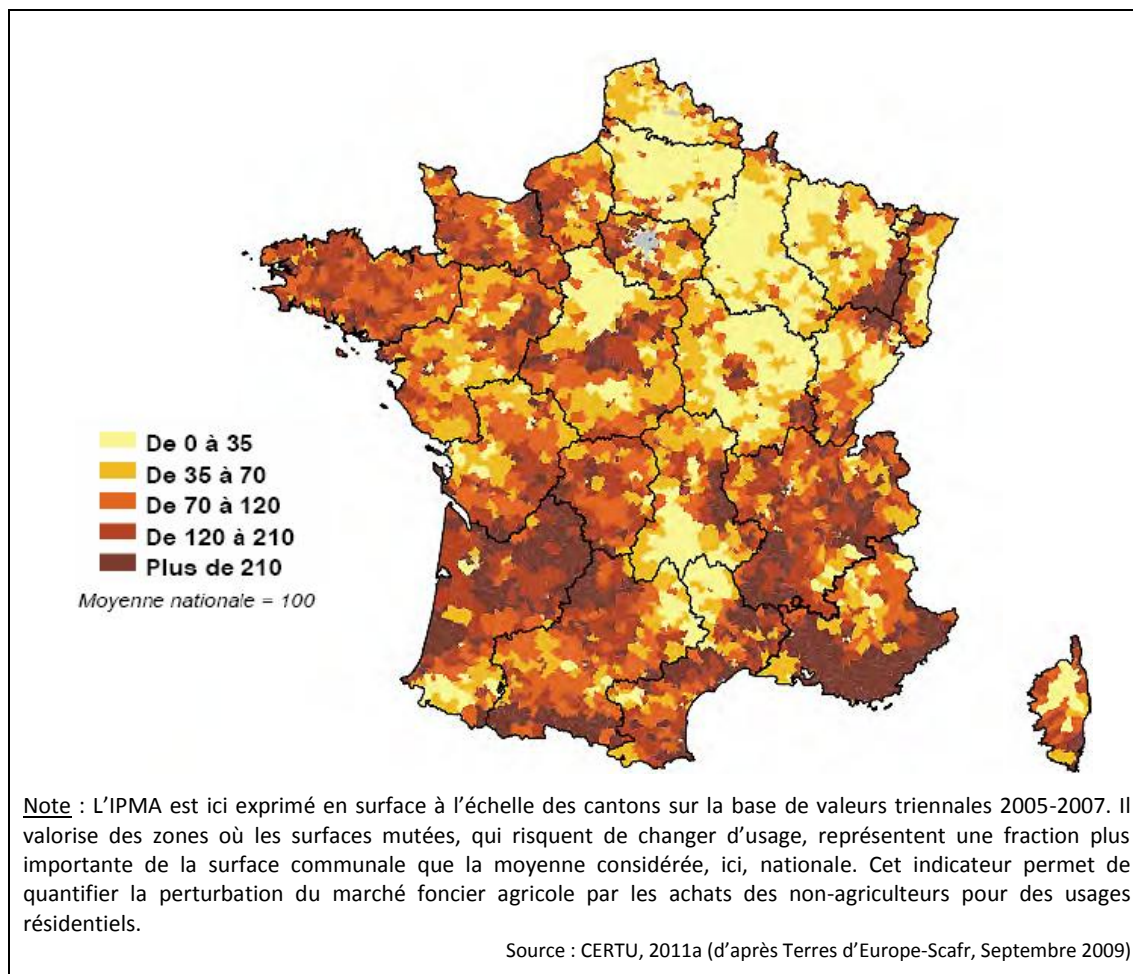 De 0 à 35
De 35 à 70
De 70 à 120
De 120 à 210
Plus de 210
Moyenne nationale = 100
Note : L’IPMA est ici exprimé en surface à l’échelle des cantons sur la base de valeurs triennales 2005-2007. Il
valorise des zones où les surfaces mutées, qui risquent de changer d’usage, représentent une fraction plus
importante de la surface communale que la moyenne considérée, ici, nationale. Cet indicateur permet de
quantifier la perturbation du marché foncier agricole par les achats des non-agriculteurs pour des usages
résidentiels.
Source : CERTU, 2011a (d’après Terres d’Europe-Scafr, Septembre 2009)